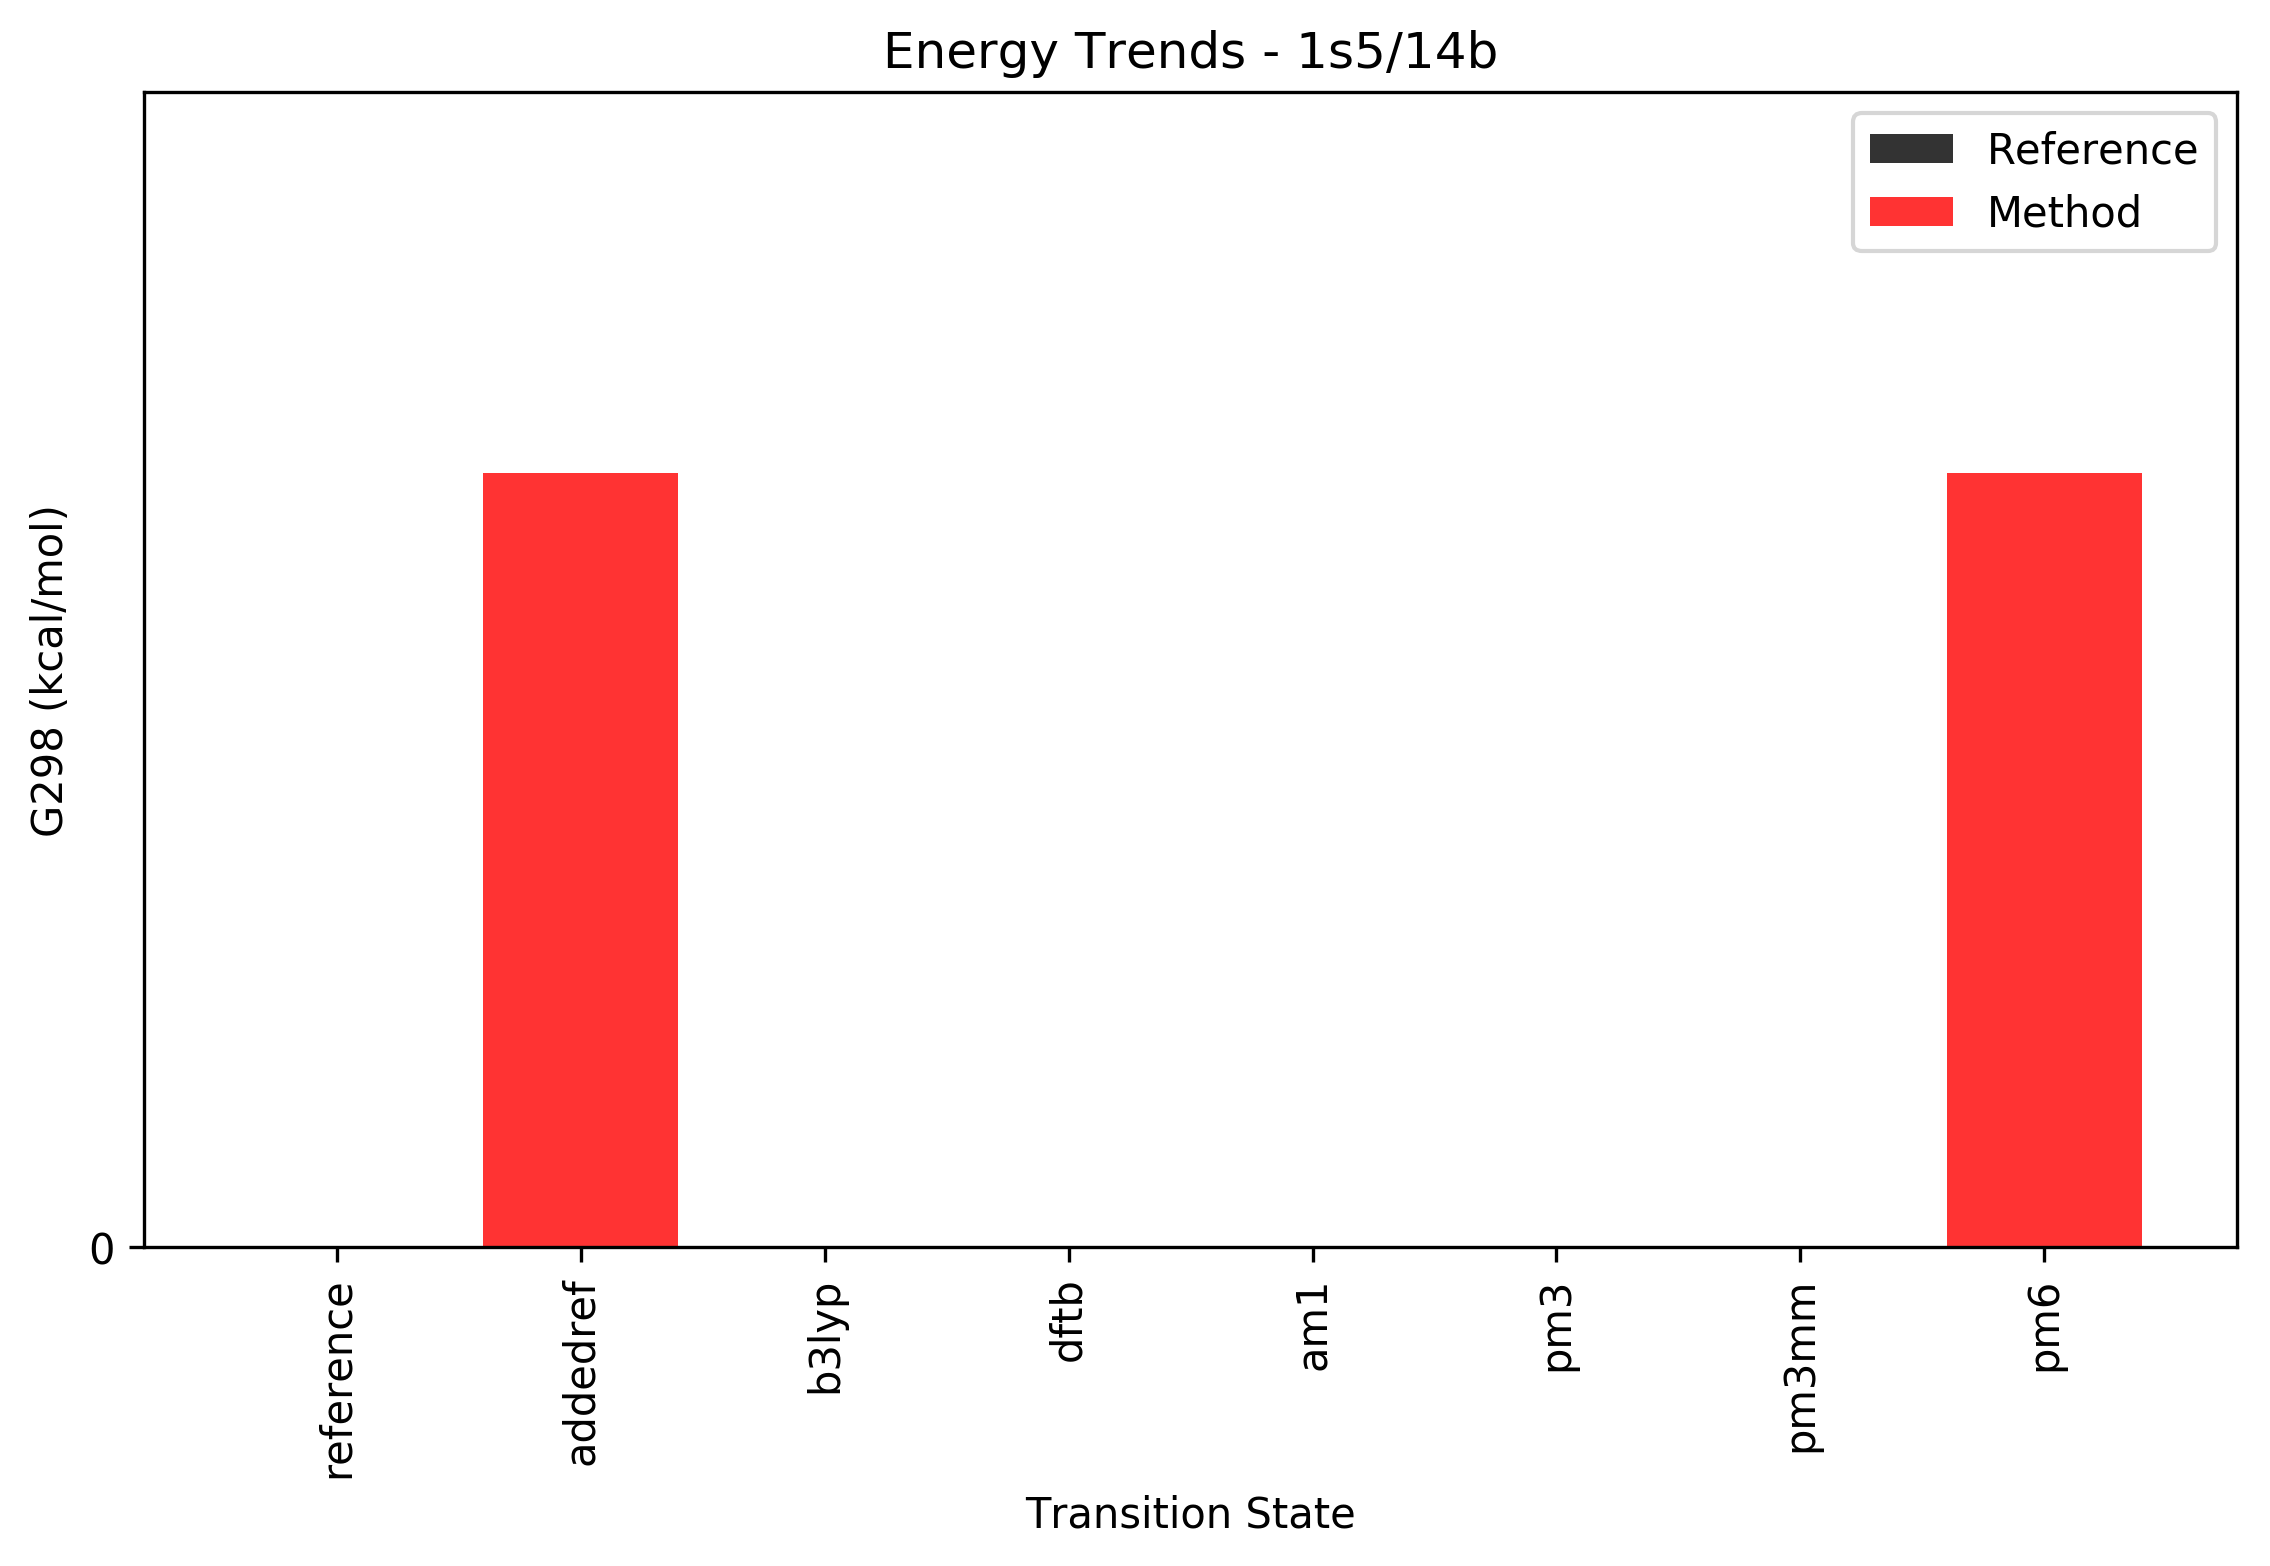 Energy Trends - 1s5/14b
Reference
Method
G298 (kcal/mol)
0
reference
addedref
b3lyp
dftb
am1
pm3
pm3mm
pm6
Transition State